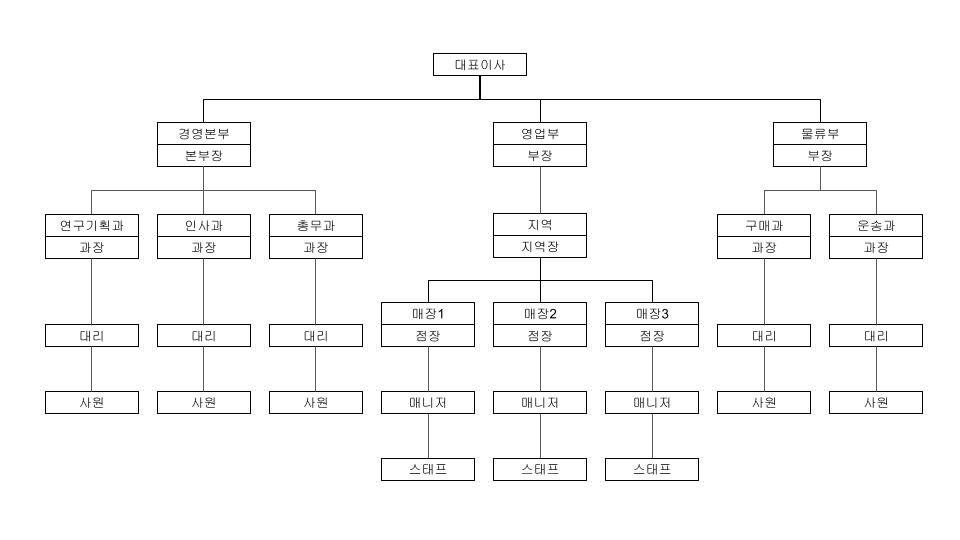 대표이사
경영본부
본부장
영업부
부장
물류부
부장
연구기획과
과장
인사과
과장
총무과
과장
지역
지역장
구매과
과장
운송과
과장
대리
대리
대리
매장1
점장
매장2
점장
매장3
점장
대리
대리
사원
사원
사원
매니저
매니저
매니저
사원
사원
스태프
스태프
스태프